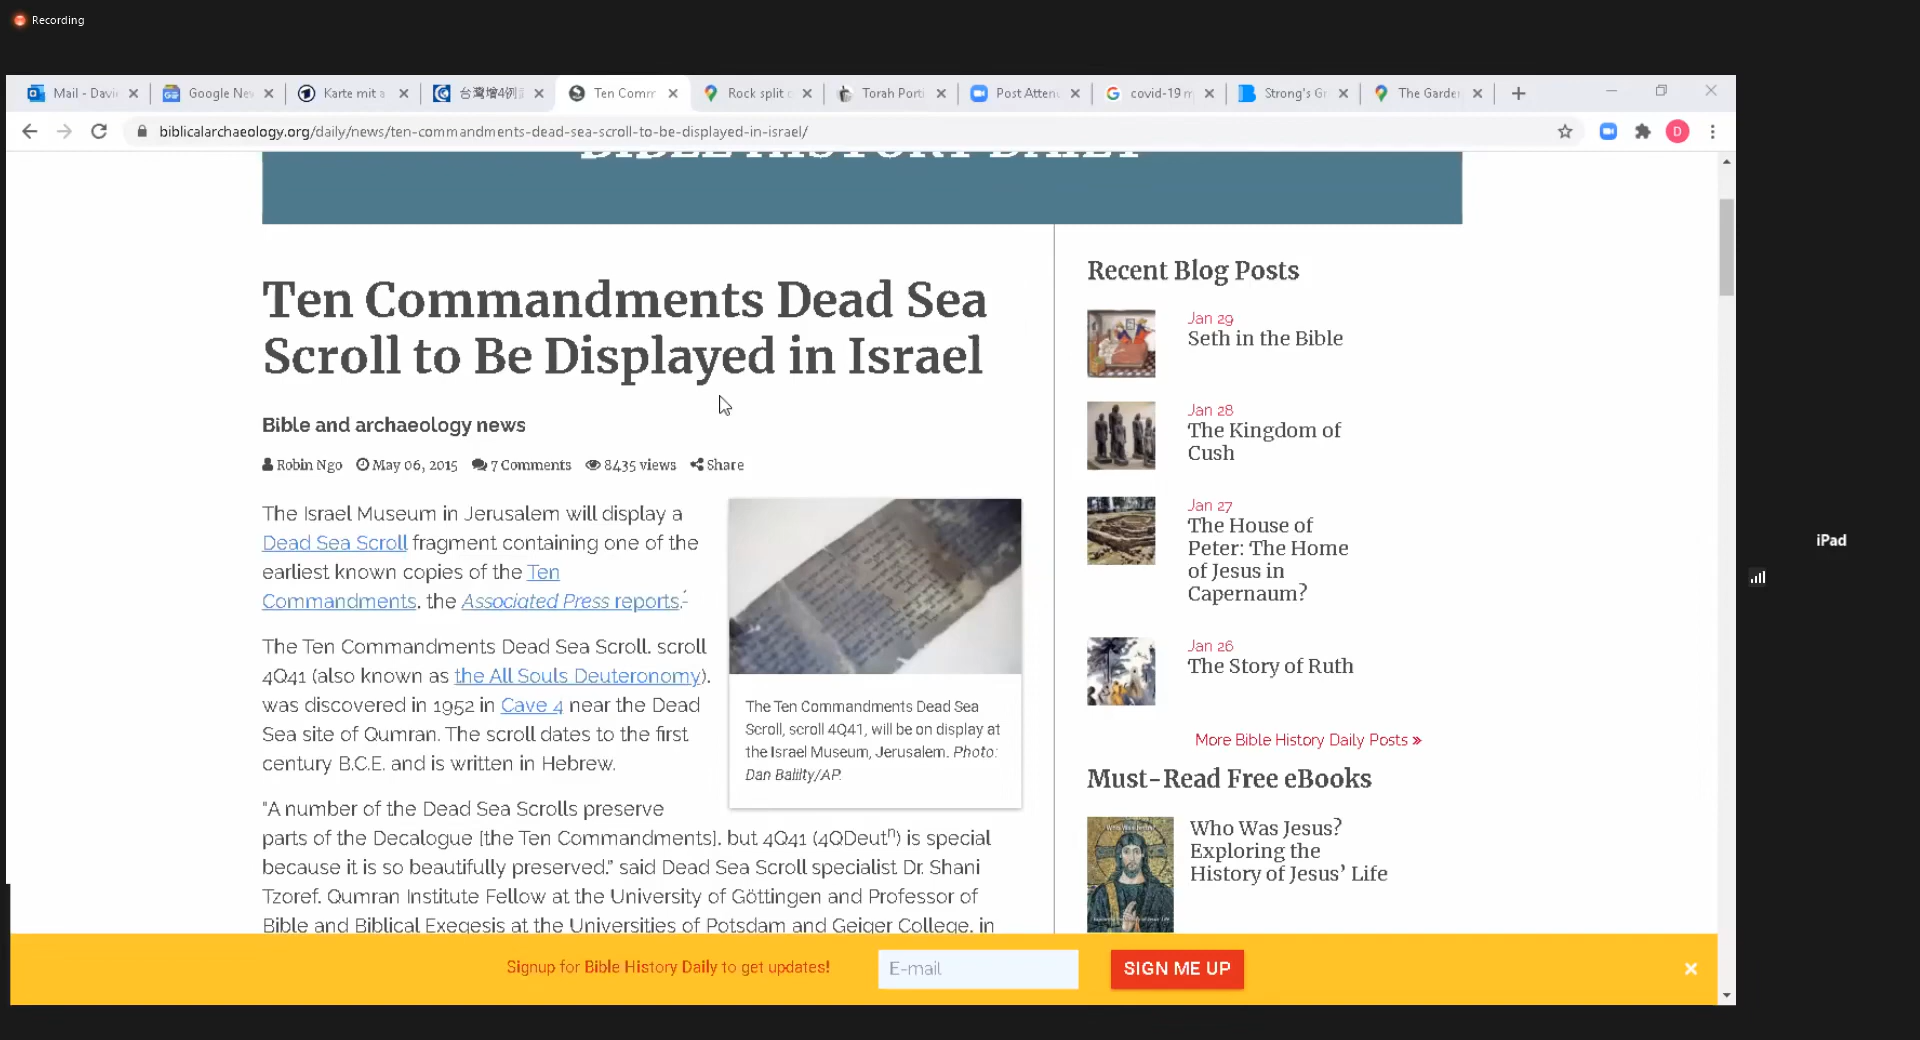 Recording
Mail - Davi
Google Nev
Karte mit a
台灣增4例
Ten Comm
Rock split c
Torah Porti
Post Atten
covid-19 m
Strong's Gr
The Garde
biblicalarchaeology.org/daily/news/ten-commandments-dead-sea-scroll-to-be-displayed-in-israel/
D
BIBLE HISTORY DAILY
Ten Commandments Dead Sea
Scroll to Be Displayed in Israel
Bible and archaeology news
Robin Ngo May 06, 2015 7 Comments 8435 views Share
The Israel Museum in Jerusalem will display a
Dead Sea Scroll fragment containing one of the
earliest known copies of the Ten
Commandments, the Associated Press reports.
The Ten Commandments Dead Sea Scroll, scroll
4Q41 (also known as the All Souls Deuteronomy),
was discovered in 1952 in Cave 4 near the Dead
Sea site of Qumran. The scroll dates to the first
century B.C.E. and is written in Hebrew.
"A number of the Dead Sea Scrolls preserve
parts of the Decalogue [the Ten Commandments], but 4Q41 (4QDeutⁿ) is special
because it is so beautifully preserved," said Dead Sea Scroll specialist Dr. Shani
Tzoref, Qumran Institute Fellow at the University of Göttingen and Professor of
Bible and Biblical Exegesis at the Universities of Potsdam and Geiger College, in
The Ten Commandments Dead Sea
Scroll, scroll 4Q41, will be on display at
the Israel Museum, Jerusalem. Photo:
Dan Balilty/AP.
Recent Blog Posts
Jan 29
Seth in the Bible
Jan 28
The Kingdom of
Cush
Jan 27
The House of
Peter: The Home
of Jesus in
Capernaum?
Jan 26
The Story of Ruth
More Bible History Daily Posts »
Must-Read Free eBooks
Who Was Jesus?
Exploring the
History of Jesus' Life
Signup for Bible History Daily to get updates!
E-mail
SIGN ME UP
iPad